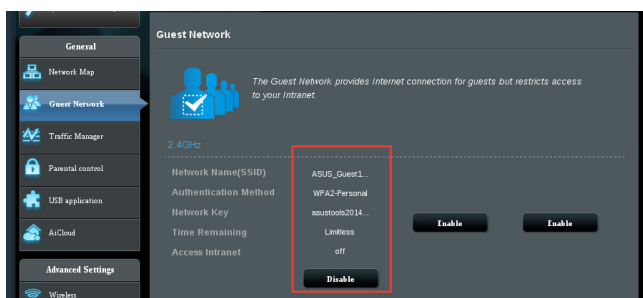 Guest Network
General
Network Map
The Guest Network provides Internet connection for guests but restricts access
to your Intranet.
Guest Network
Traffic Manager
2.4GHz
Parental control
Network Name(SSID) ASUS_Guest1...
Authentication Method WPA2-Personal
USB application
Network Key asustools2014...
Enable Enable
Time Remaining Limitless
AiCloud
Access Intranet off
Advanced Settings
Disable
Wireless